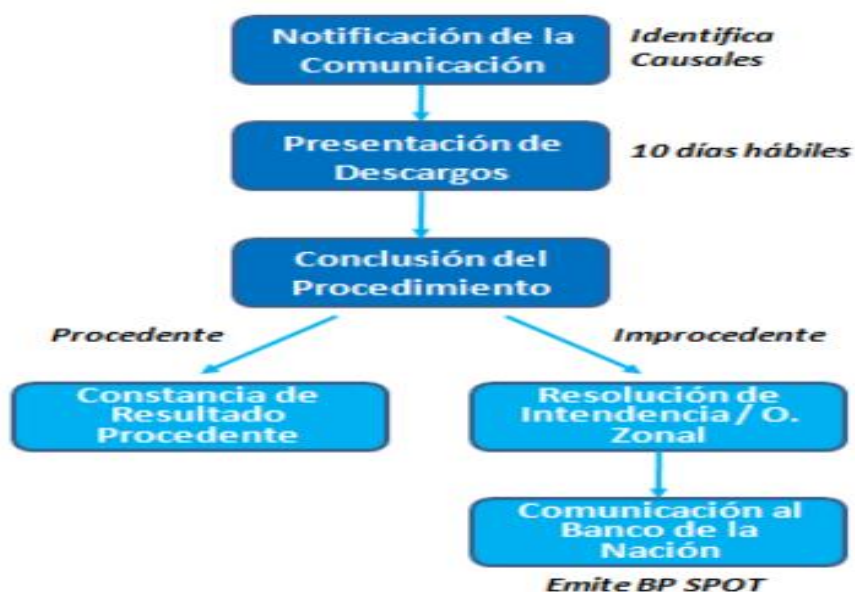 Notificación de la
Comunicación
Identifica
Causales
Presentación de
Descargos
10 días hábiles
Conclusión del
Procedimiento
Procedente
Improcedente
Constancia de
Resultado
Procedente
Resolución de
Intendencia / O.
Zonal
Comunicación al
Banco de la
Nación
Emite BP SPOT